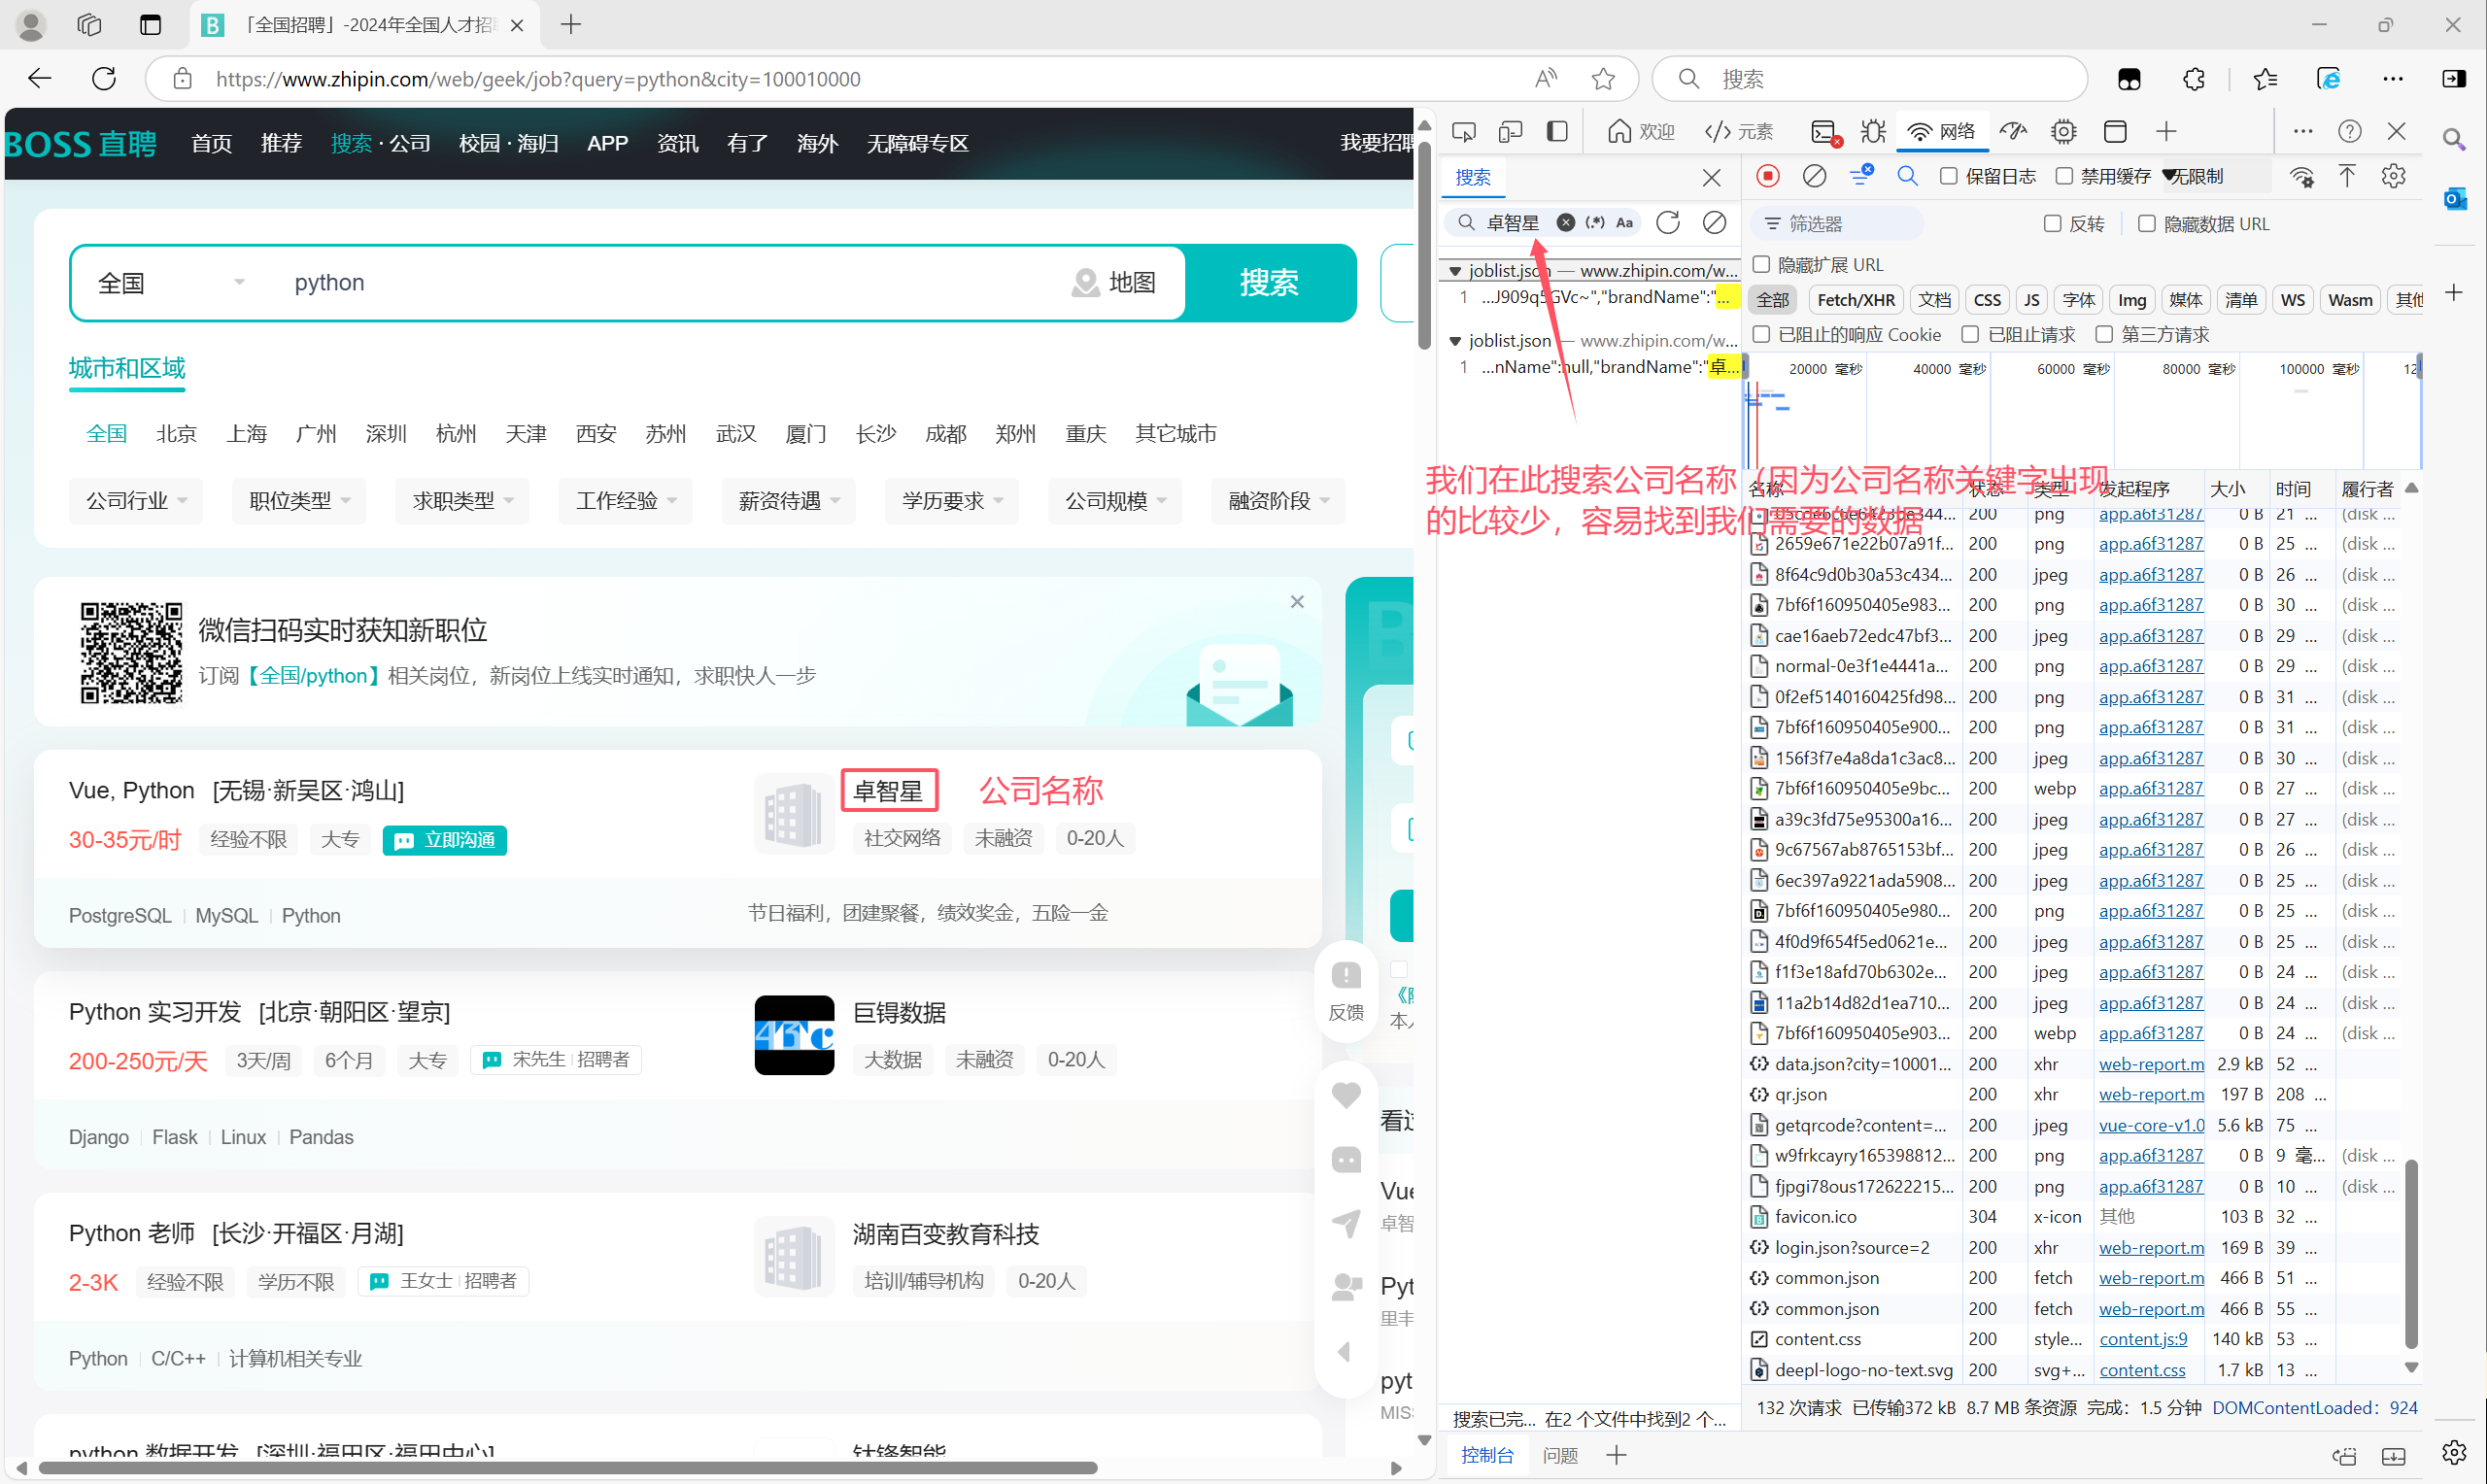 「全国招聘」-2024年全国人才招聘
https://www.zhipin.com/web/geek/job?query=python&city=100010000
搜索
BOSS 直聘 首页 推荐 搜索·公司 校园·海归 APP 资讯 有了 海外 无障碍专区 我要招聘
全国 python 地图 搜索
城市和区域
全国 北京 上海 广州 深圳 杭州 天津 西安 苏州 武汉 厦门 长沙 成都 郑州 重庆 其它城市
公司行业 职位类型 求职类型 工作经验 薪资待遇 学历要求 公司规模 融资阶段
微信扫码实时获知新职位
订阅【全国/python】相关岗位，新岗位上线实时通知，求职快人一步
Vue, Python [无锡·新吴区·鸿山] 卓智星 公司名称
30-35元/时 经验不限 大专 立即沟通 社交网络 未融资 0-20人
PostgreSQL MySQL Python 节日福利，团建聚餐，绩效奖金，五险一金
Python 实习开发 [北京·朝阳区·望京] 巨锝数据
200-250元/天 3天/周 6个月 大专 宋先生 招聘者 大数据 未融资 0-20人
Django Flask Linux Pandas
Python 老师 [长沙·开福区·月湖] 湖南百变教育科技
2-3K 经验不限 学历不限 王女士 招聘者 培训/辅导机构 0-20人
Python C/C++ 计算机相关专业
python 数据开发 [深圳·福田区·福田中心] 钛锋智能
反馈
本人
看过
Vue
卓智
Pyt
里丰
pyt
MIS
欢迎 元素 网络
搜索
卓智星 (.*) Aa
joblist.json — www.zhipin.com/w...
1 ...J909q5GVc~","brandName":"...
joblist.json — www.zhipin.com/w...
1 ...nName":null,"brandName":"卓...
我们在此搜索公司名称（因为公司名称关键字出现
的比较少，容易找到我们需要的数据
搜索已完... 在2 个文件中找到2 个...
保留日志 禁用缓存 无限制
筛选器 反转 隐藏数据 URL
隐藏扩展 URL
全部 Fetch/XHR 文档 CSS JS 字体 Img 媒体 清单 WS Wasm 其他
已阻止的响应 Cookie 已阻止请求 第三方请求
20000 毫秒 40000 毫秒 60000 毫秒 80000 毫秒 100000 毫秒 12
名称 状态 类型 发起程序 大小 时间 履行者
200 png app.a6f31287 0 B 21 ... (disk ...
2659e671e22b07a91f... 200 png app.a6f31287 0 B 25 ... (disk ...
8f64c9d0b30a53c434... 200 jpeg app.a6f31287 0 B 26 ... (disk ...
7bf6f160950405e983... 200 png app.a6f31287 0 B 30 ... (disk ...
cae16aeb72edc47bf3... 200 jpeg app.a6f31287 0 B 29 ... (disk ...
normal-0e3f1e4441a... 200 png app.a6f31287 0 B 29 ... (disk ...
0f2ef5140160425fd98... 200 png app.a6f31287 0 B 31 ... (disk ...
7bf6f160950405e900... 200 png app.a6f31287 0 B 31 ... (disk ...
156f3f7e4a8da1c3ac8... 200 jpeg app.a6f31287 0 B 30 ... (disk ...
7bf6f160950405e9bc... 200 webp app.a6f31287 0 B 27 ... (disk ...
a39c3fd75e95300a16... 200 jpeg app.a6f31287 0 B 27 ... (disk ...
9c67567ab8765153bf... 200 jpeg app.a6f31287 0 B 26 ... (disk ...
6ec397a9221ada5908... 200 jpeg app.a6f31287 0 B 25 ... (disk ...
7bf6f160950405e980... 200 png app.a6f31287 0 B 25 ... (disk ...
4f0d9f654f5ed0621e... 200 jpeg app.a6f31287 0 B 25 ... (disk ...
f1f3e18afd70b6302e... 200 jpeg app.a6f31287 0 B 24 ... (disk ...
11a2b14d82d1ea710... 200 jpeg app.a6f31287 0 B 24 ... (disk ...
7bf6f160950405e903... 200 webp app.a6f31287 0 B 24 ... (disk ...
data.json?city=10001... 200 xhr web-report.m 2.9 kB 52 ...
qr.json 200 xhr web-report.m 197 B 208 ...
getqrcode?content=... 200 jpeg vue-core-v1.0 5.6 kB 75 ...
w9frkcayry165398812... 200 png app.a6f31287 0 B 9 毫... (disk ...
fjpgi78ous172622215... 200 png app.a6f31287 0 B 10 ... (disk ...
favicon.ico 304 x-icon 其他 103 B 32 ...
login.json?source=2 200 xhr web-report.m 169 B 39 ...
common.json 200 fetch web-report.m 466 B 51 ...
common.json 200 fetch web-report.m 466 B 55 ...
content.css 200 style... content.js:9 140 kB 53 ...
deepl-logo-no-text.svg 200 svg+... content.css 1.7 kB 13 ...
132 次请求 已传输372 kB 8.7 MB 条资源 完成：1.5 分钟 DOMContentLoaded：924
控制台 问题